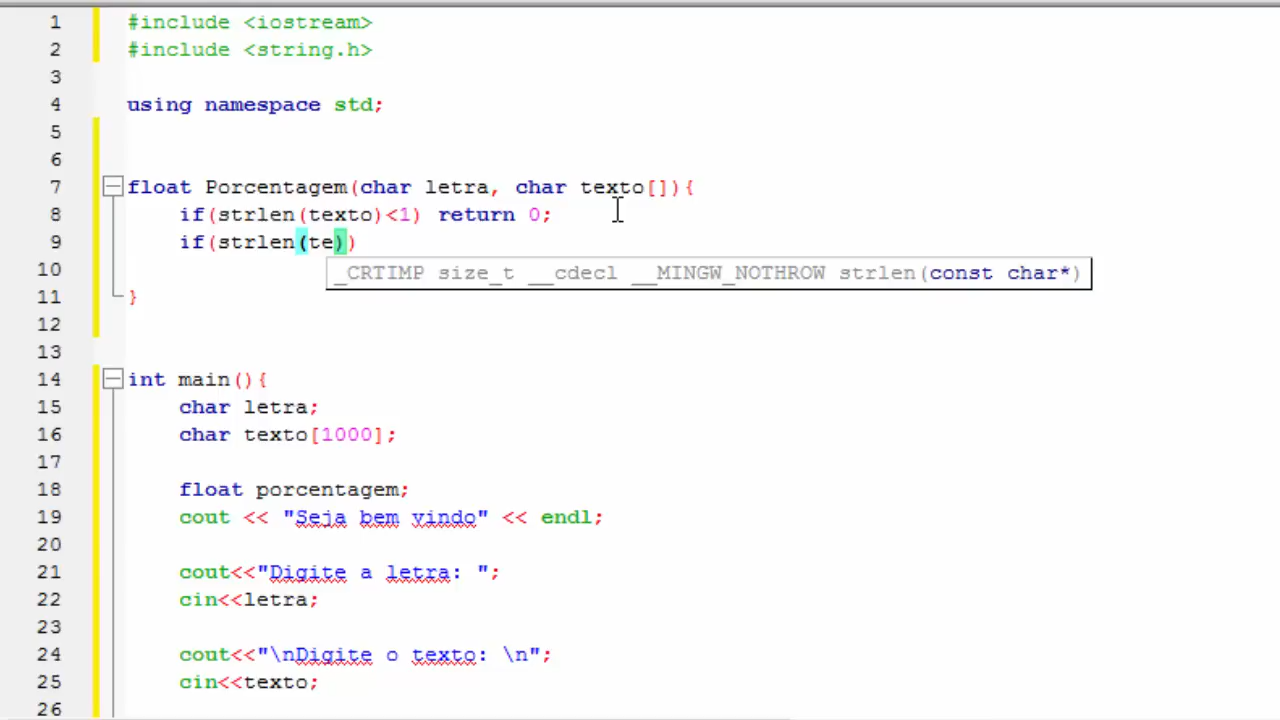 1 #include <iostream>
2 #include <string.h>
3
4 using namespace std;
5
6
7 float Porcentagem(char letra, char texto[]){
8 if(strlen(texto)<1) return 0;
9 if(strlen(te))
_CRTIMP size_t __cdecl __MINGW_NOTHROW strlen(const char*)
10
11 }
12
13
14 int main(){
15 char letra;
16 char texto[1000];
17
18 float porcentagem;
19 cout << "Seja bem vindo" << endl;
20
21 cout<<"Digite a letra: ";
22 cin<<letra;
23
24 cout<<"\nDigite o texto: \n";
25 cin<<texto;
26